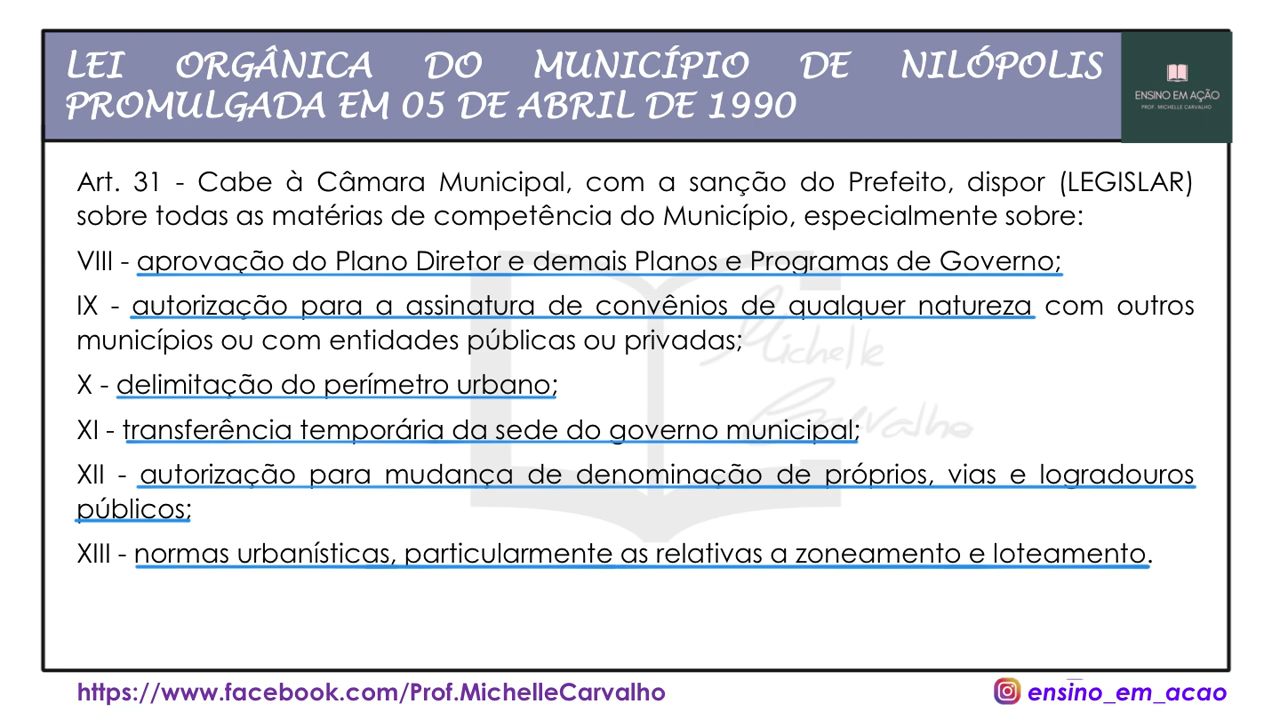 LEI ORGÂNICA DO MUNICÍPIO DE NILÓPOLIS
PROMULGADA EM 05 DE ABRIL DE 1990
ENSINO EM AÇÃO
PROF. MICHELLE CARVALHO
Art. 31 - Cabe à Câmara Municipal, com a sanção do Prefeito, dispor (LEGISLAR)
sobre todas as matérias de competência do Município, especialmente sobre:
VIII - aprovação do Plano Diretor e demais Planos e Programas de Governo;
IX - autorização para a assinatura de convênios de qualquer natureza com outros
municípios ou com entidades públicas ou privadas;
X - delimitação do perímetro urbano;
XI - transferência temporária da sede do governo municipal;
XII - autorização para mudança de denominação de próprios, vias e logradouros
públicos;
XIII - normas urbanísticas, particularmente as relativas a zoneamento e loteamento.
Michelle
Carvalho
https://www.facebook.com/Prof.MichelleCarvalho
ensino_em_acao